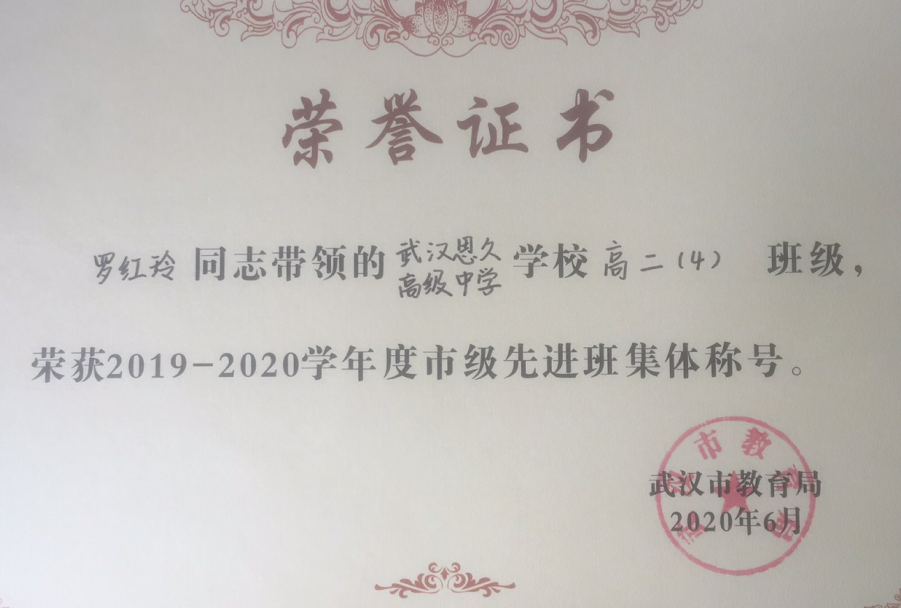 荣誉证书
罗红玲同志带领的武汉恩久高级中学学校高二（4）班级，
荣获2019-2020学年度市级先进班集体称号。
武汉市教育局
2020年6月